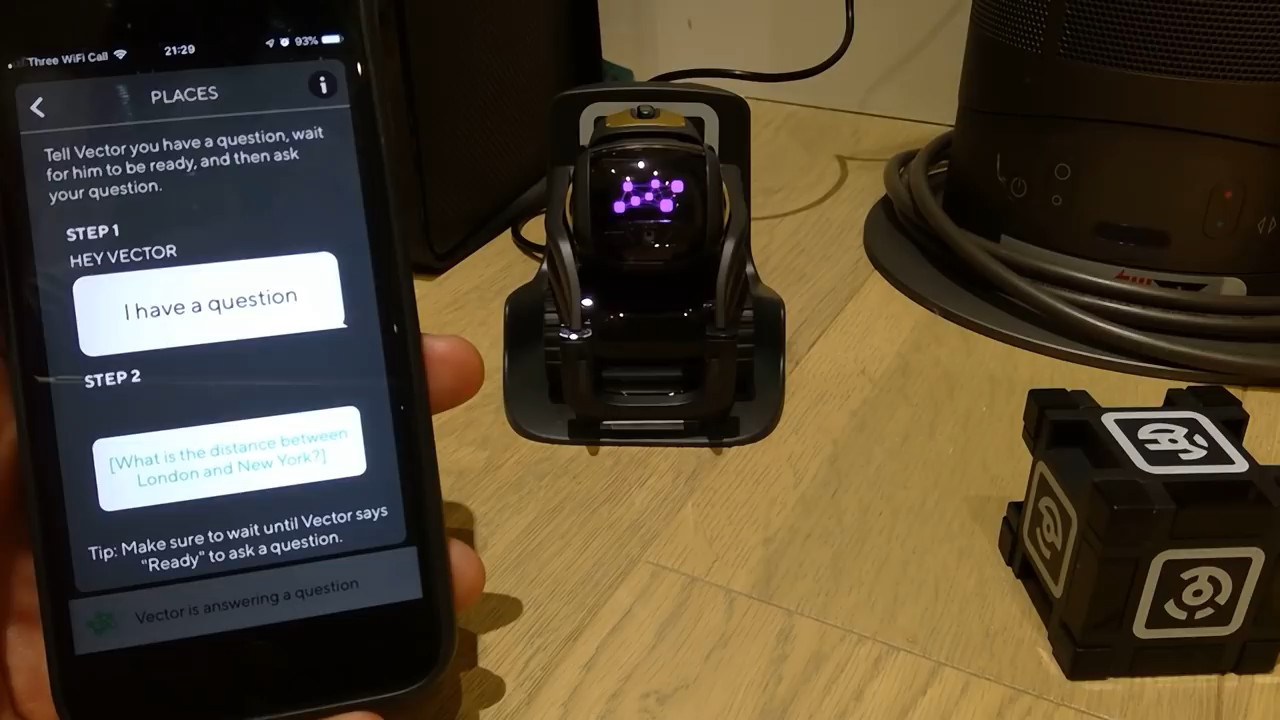 Three WiFi Call
21:29
93%
PLACES
i
Tell Vector you have a question, wait
for him to be ready, and then ask
your question.
STEP 1
HEY VECTOR
I have a question
STEP 2
[What is the distance between
London and New York?]
Tip: Make sure to wait until Vector says
"Ready" to ask a question.
Vector is answering a question